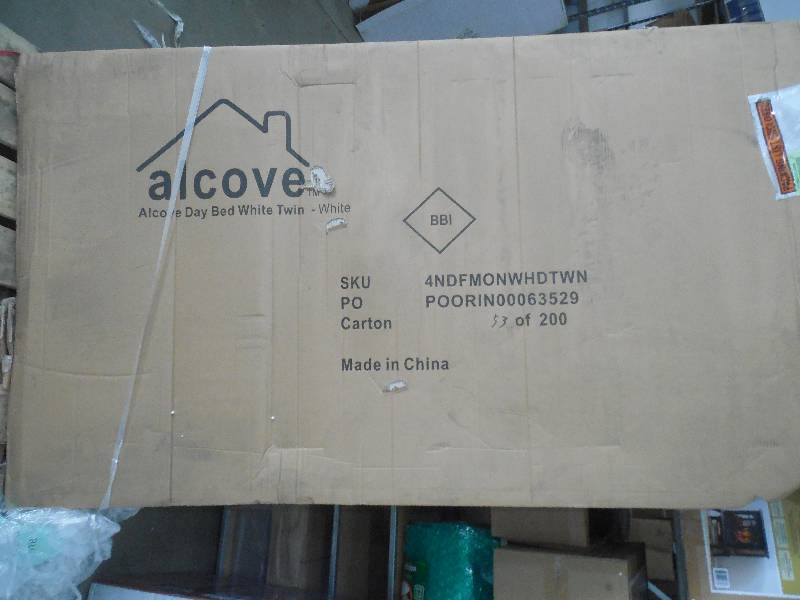 alcove TM
Alcove Day Bed White Twin - White
BBI
SKU 4NDFMONWHDTWN
PO POORIN00063529
Carton 53 of 200
Made in China